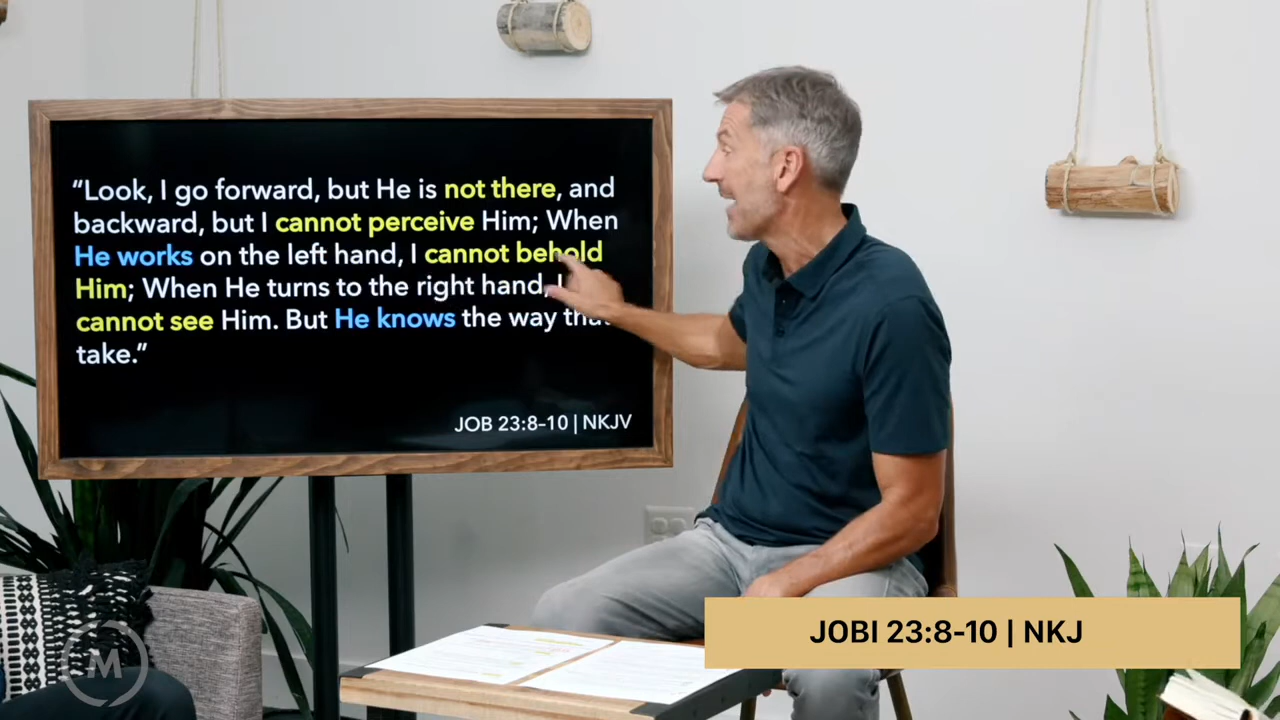 “Look, I go forward, but He is not there, and
backward, but I cannot perceive Him; When
He works on the left hand, I cannot behold
Him; When He turns to the right hand, I
cannot see Him. But He knows the way
take.”
JOB 23:8-10 | NKJV
JOBI 23:8-10 | NKJ
M